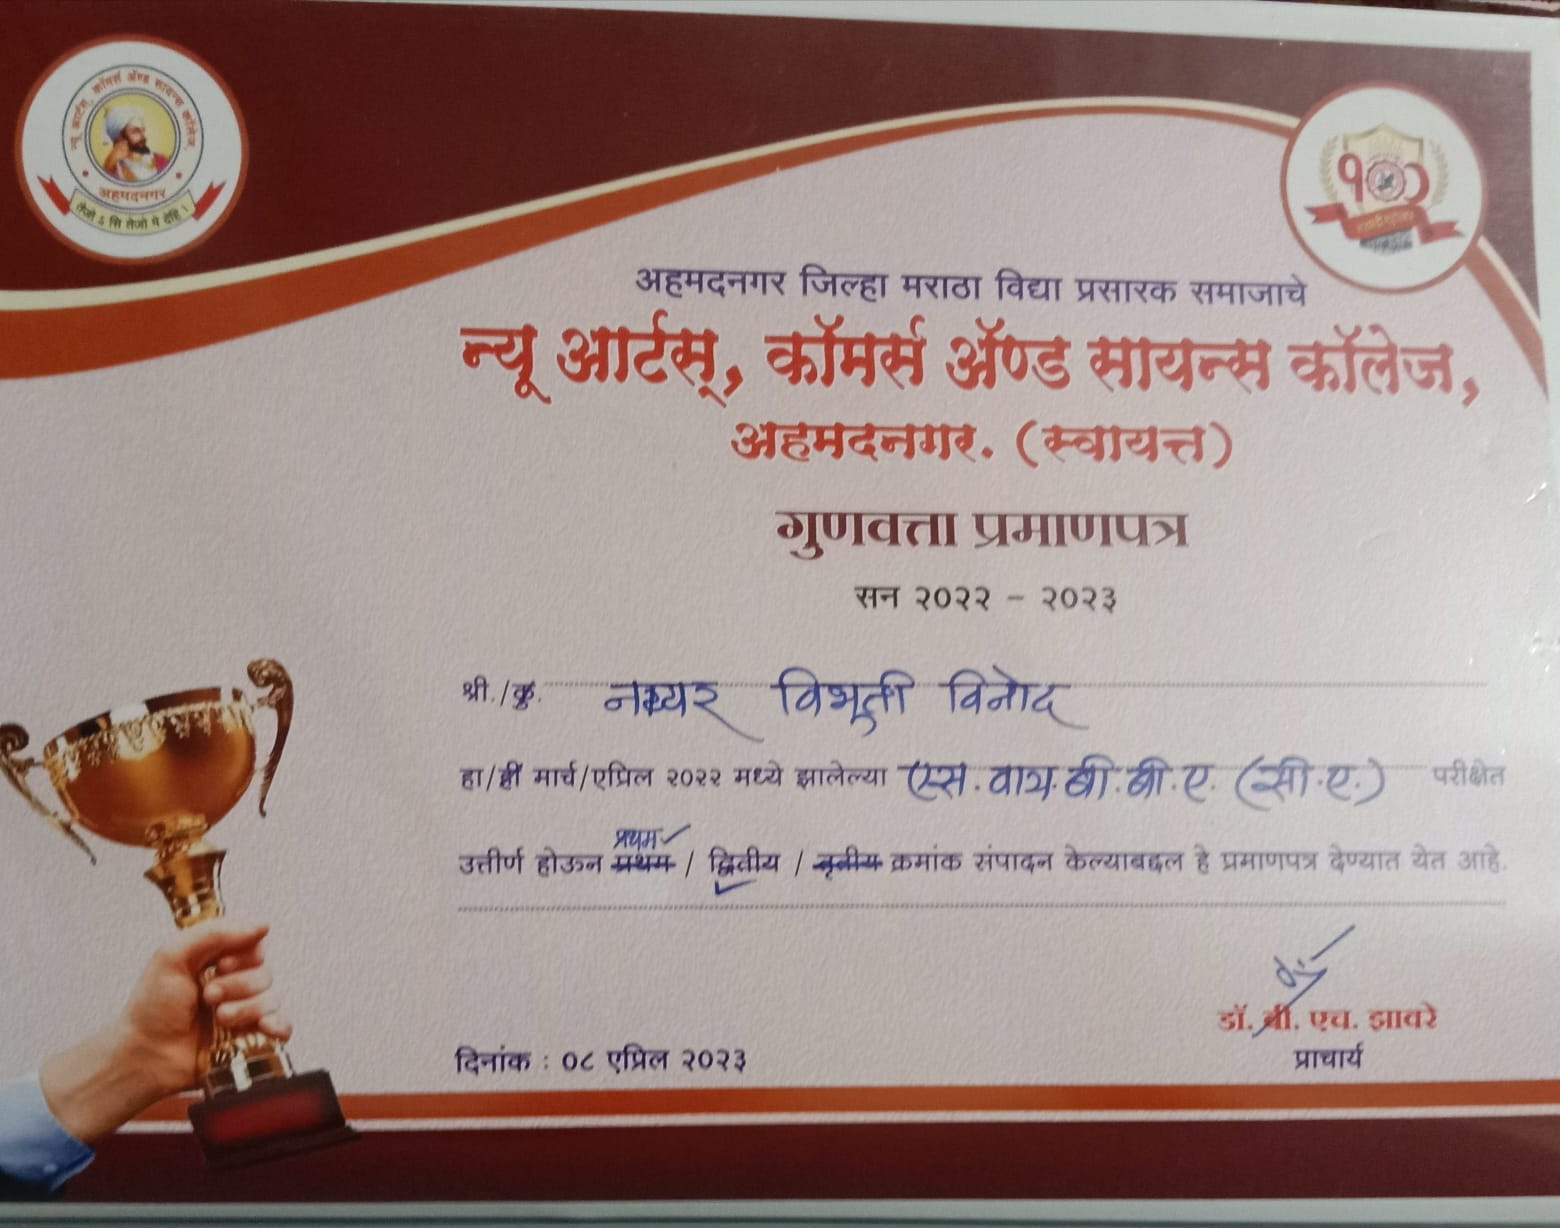 न्यू आर्टस्, कॉमर्स ॲण्ड सायन्स कॉलेज,
अहमदनगर
तेजो ऽ सि तेजो मे देहि ।
१००
अहमदनगर जिल्हा मराठा विद्या प्रसारक समाजाचे
न्यू आर्टस्, कॉमर्स ॲण्ड सायन्स कॉलेज,
अहमदनगर. (स्वायत्त)
गुणवत्ता प्रमाणपत्र
सन २०२२ - २०२३
श्री./कु. नय्यर विभूती विनोद
हा/ही मार्च/एप्रिल २०२२ मध्ये झालेल्या एस.वाय.बी.बी.ए. (सी.ए.) परीक्षेत
प्रथम
उत्तीर्ण होऊन प्रथम / द्वितीय / तृतीय क्रमांक संपादन केल्याबद्दल हे प्रमाणपत्र देण्यात येत आहे.
डॉ. बी. एच. झावरे
प्राचार्य
दिनांक : ०८ एप्रिल २०२३